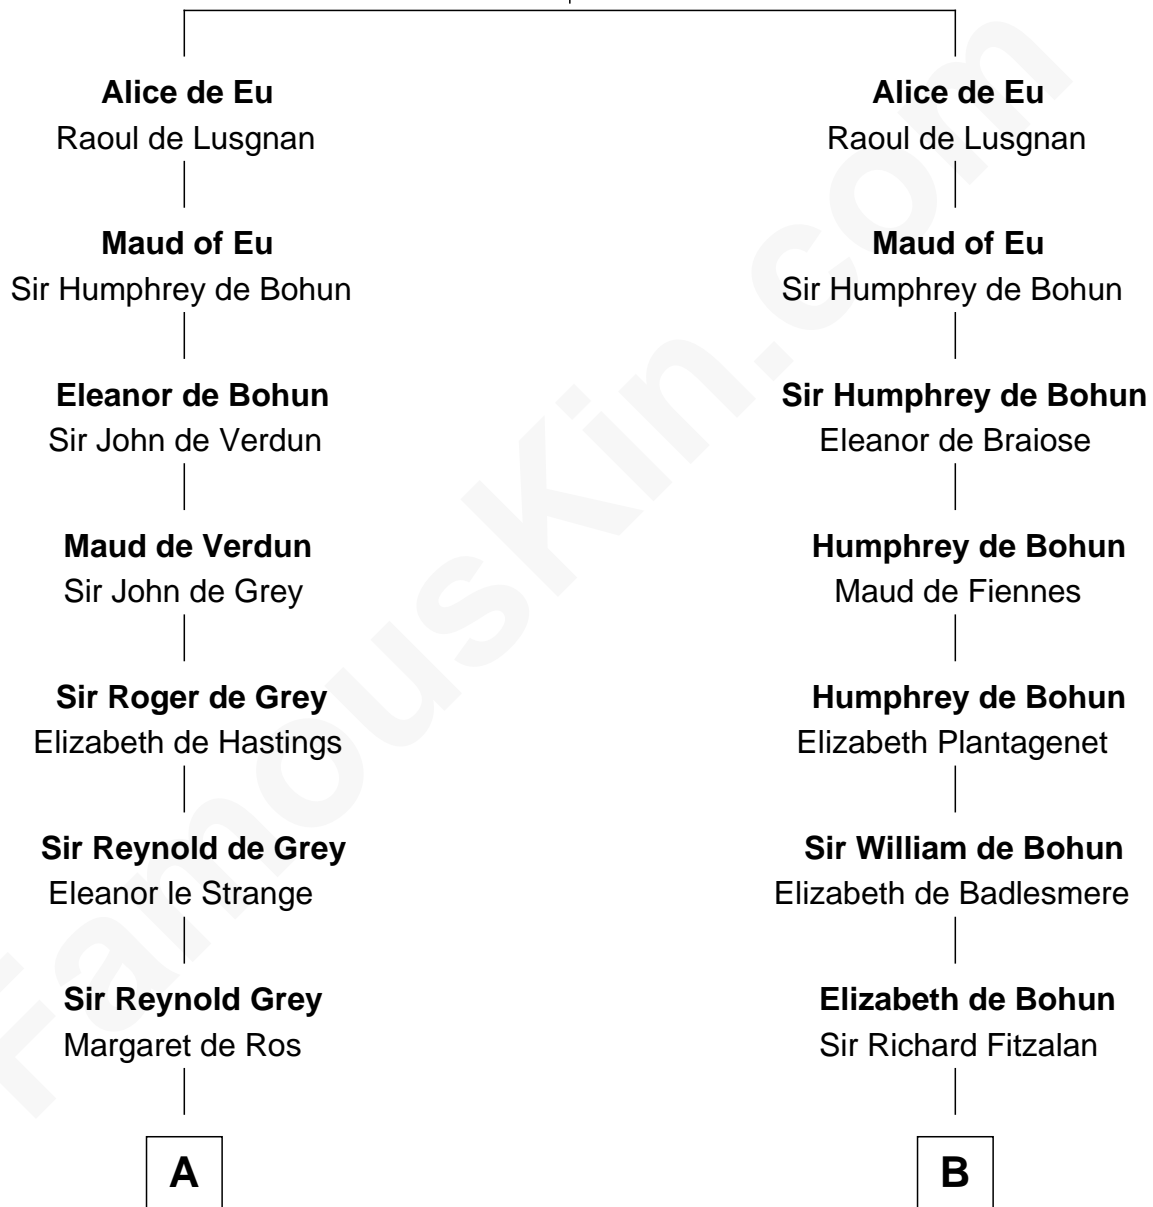 Alice de Eu
Raoul de Lusgnan
Maud of Eu
Sir Humphrey de Bohun
Eleanor de Bohun
Sir John de Verdun
Maud de Verdun
Sir John de Grey
Sir Roger de Grey
Elizabeth de Hastings
Sir Reynold de Grey
Eleanor le Strange
Sir Reynold Grey
Margaret de Ros
A
Alice de Eu
Raoul de Lusgnan
Maud of Eu
Sir Humphrey de Bohun
Sir Humphrey de Bohun
Eleanor de Braiose
Humphrey de Bohun
Maud de Fiennes
Humphrey de Bohun
Elizabeth Plantagenet
Sir William de Bohun
Elizabeth de Badlesmere
Elizabeth de Bohun
Sir Richard Fitzalan
B
FamousKin.com